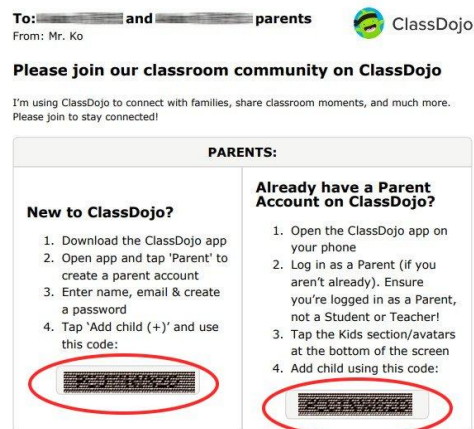 To: and parents
ClassDojo
From: Mr. Ko
Please join our classroom community on ClassDojo
I'm using ClassDojo to connect with families, share classroom moments, and much more.
Please join to stay connected!
PARENTS:
New to ClassDojo?
1. Download the ClassDojo app
2. Open app and tap 'Parent' to
create a parent account
3. Enter name, email & create
a password
4. Tap 'Add child (+)' and use
this code:
Already have a Parent
Account on ClassDojo?
1. Open the ClassDojo app on
your phone
2. Log in as a Parent (if you
aren't already). Ensure
you're logged in as a Parent,
not a Student or Teacher!
3. Tap the Kids section/avatars
at the bottom of the screen
4. Add child using this code: